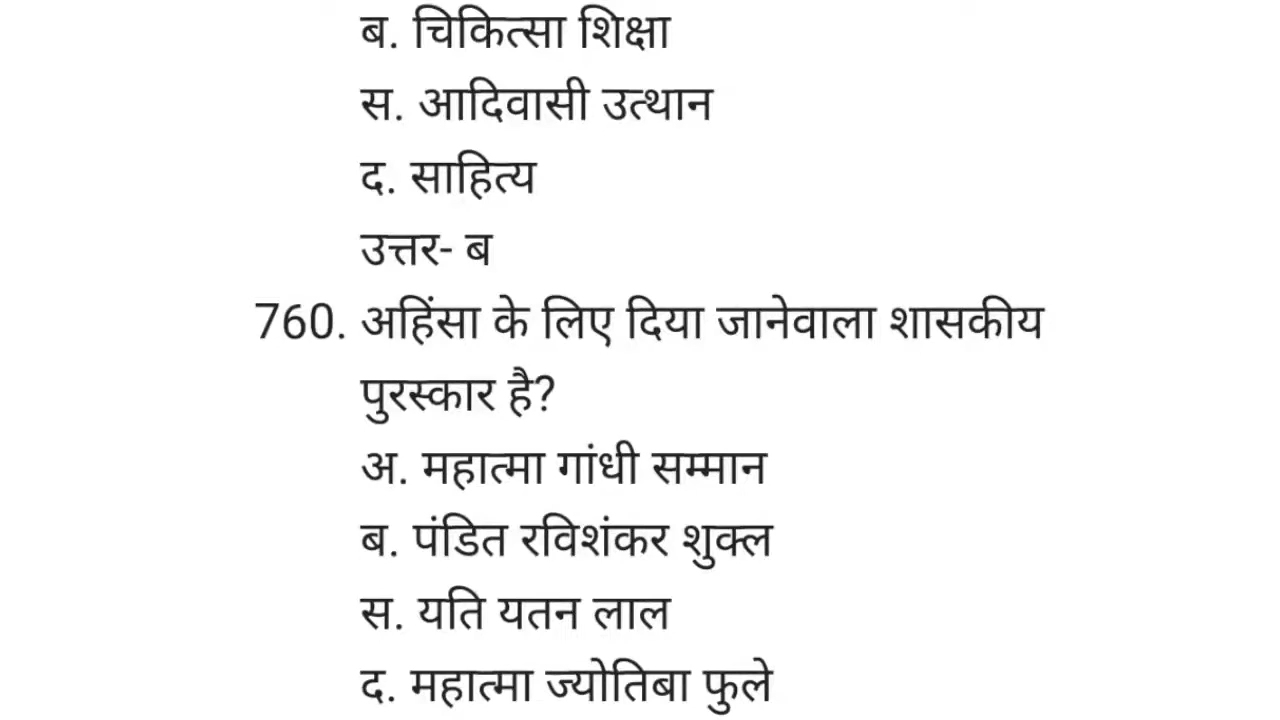 ब. चिकित्सा शिक्षा
स. आदिवासी उत्थान
द. साहित्य
उत्तर- ब
760. अहिंसा के लिए दिया जानेवाला शासकीय
पुरस्कार है?
अ. महात्मा गांधी सम्मान
ब. पंडित रविशंकर शुक्ल
स. यति यतन लाल
द. महात्मा ज्योतिबा फुले